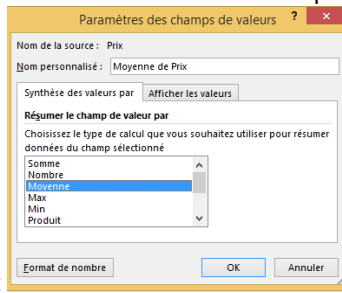 Paramètres des champs de valeurs ? ×
Nom de la source : Prix
Nom personnalisé : Moyenne de Prix
Synthèse des valeurs par Afficher les valeurs
Résumer le champ de valeur par
Choisissez le type de calcul que vous souhaitez utiliser pour résumer
données du champ sélectionné
Somme
Nombre
Moyenne
Max
Min
Produit
Format de nombre OK Annuler